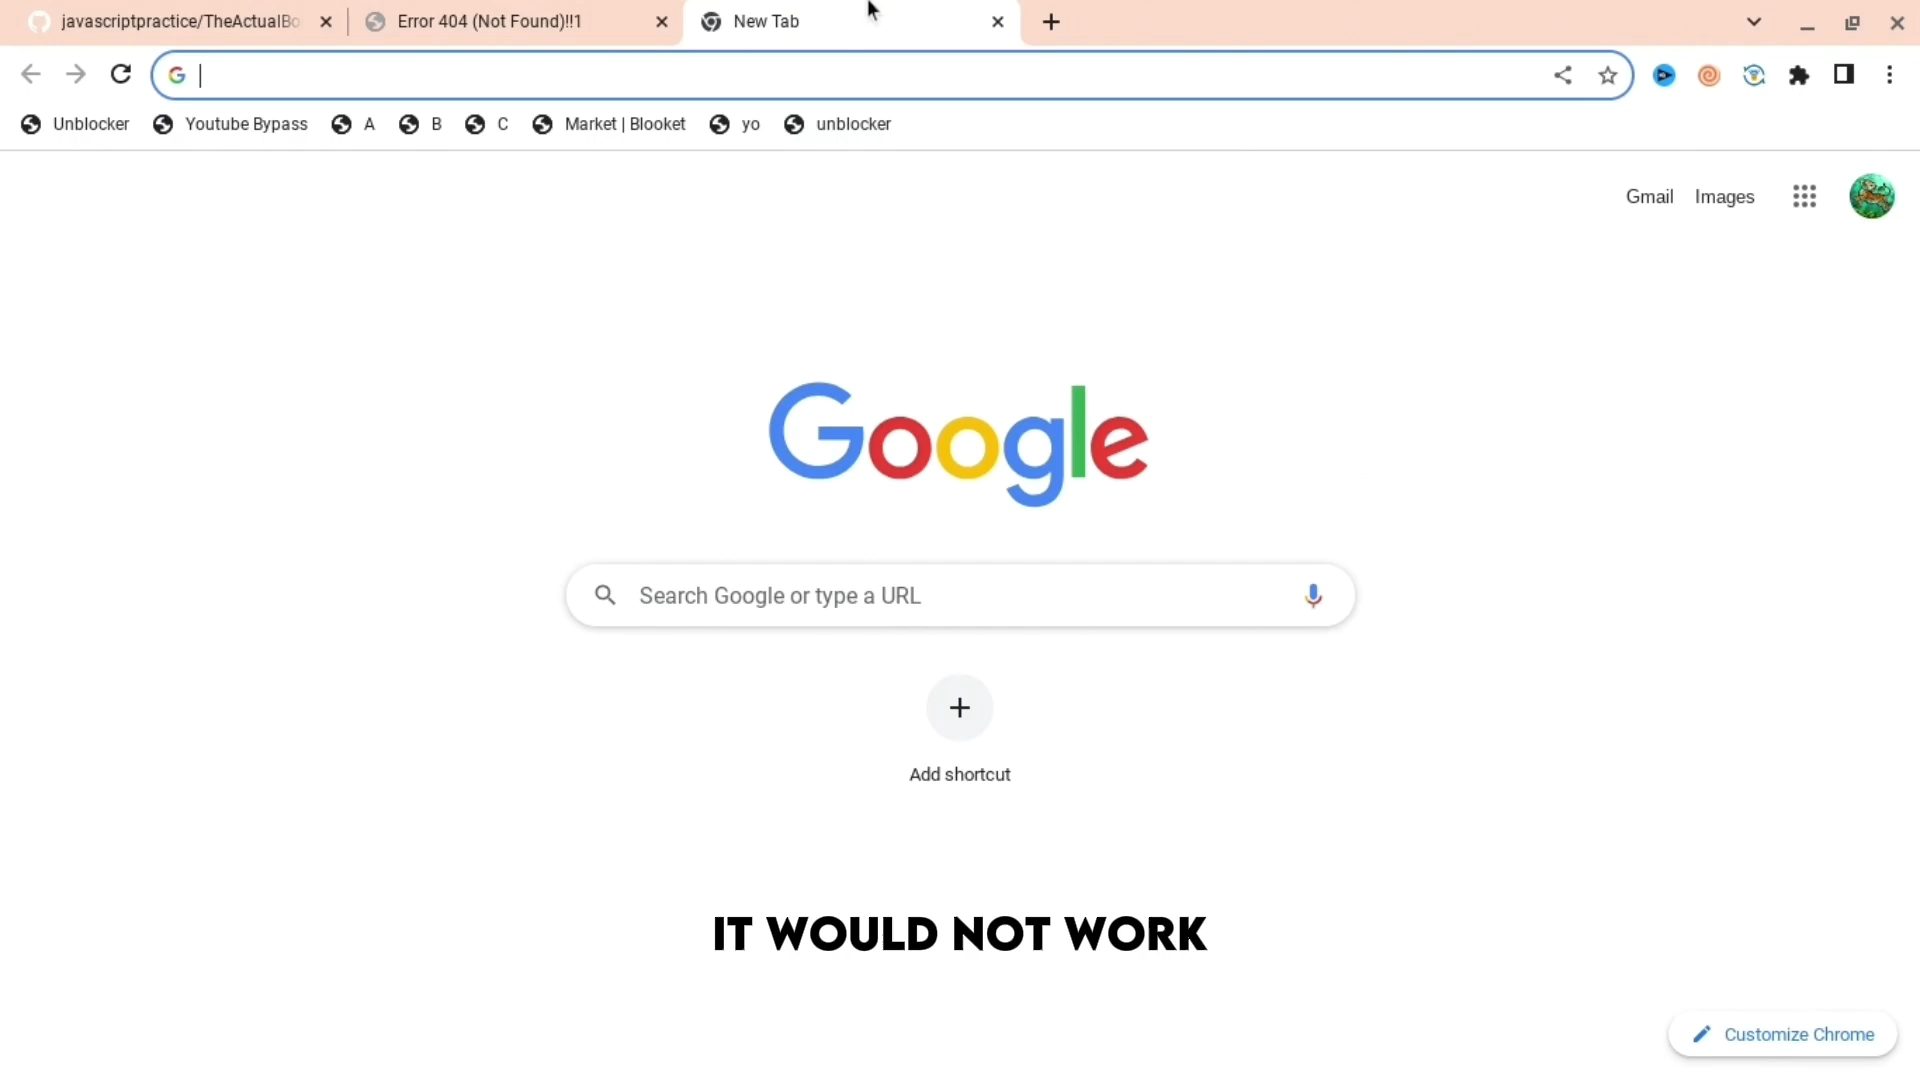 javascriptpractice/TheActualBo
Error 404 (Not Found)!!1
New Tab
Unblocker
Youtube Bypass
A
B
C
Market | Blooket
yo
unblocker
Gmail
Images
Google
Search Google or type a URL
Add shortcut
IT WOULD NOT WORK
Customize Chrome